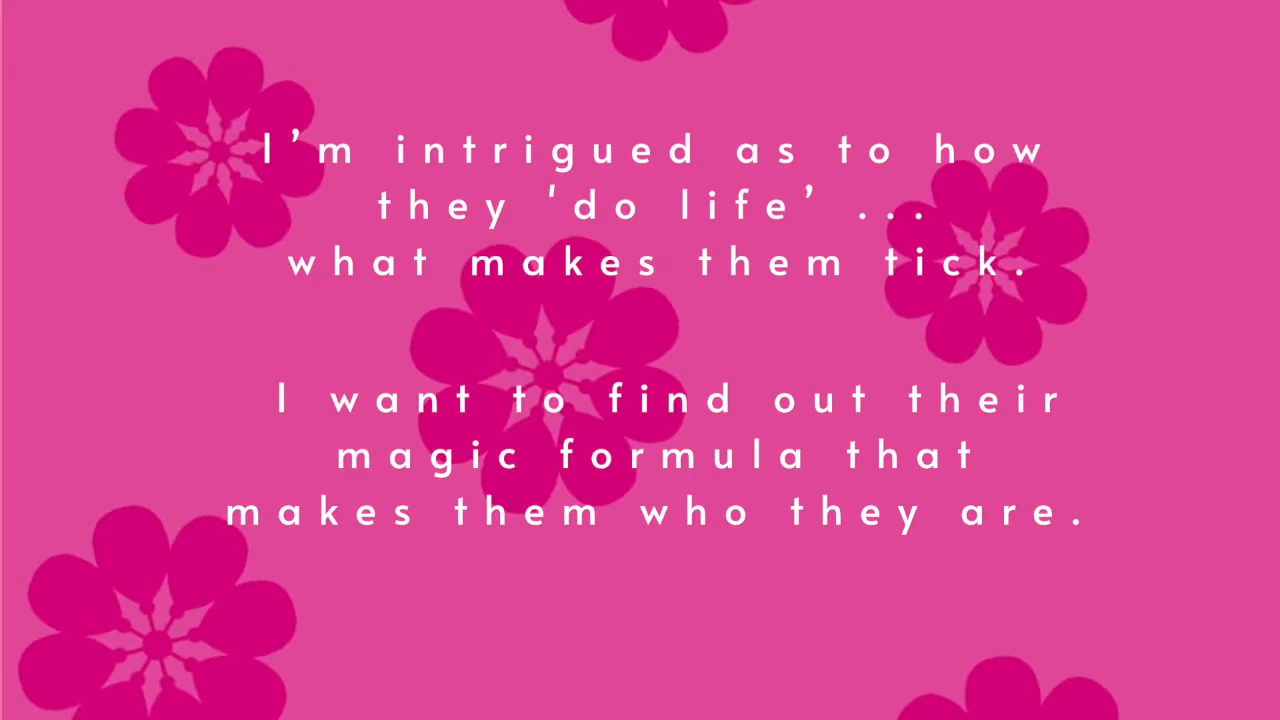 I’m intrigued as to how
they 'do life’ ...
what makes them tick.
I want to find out their
magic formula that
makes them who they are.